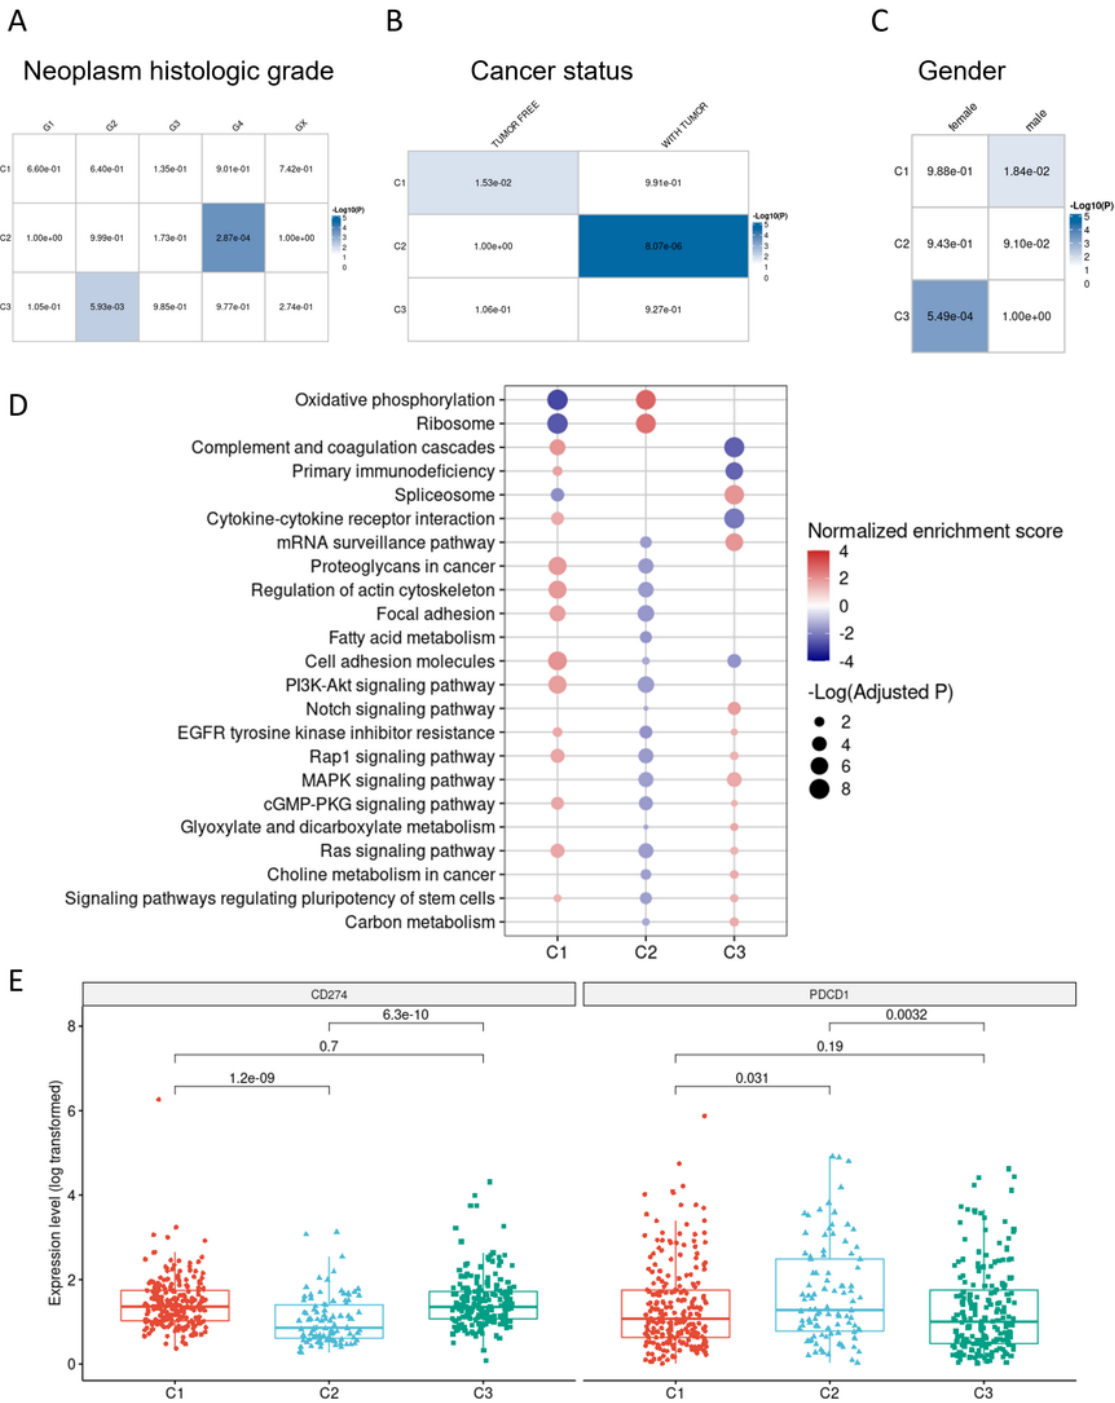 A
B
C
Neoplasm histologic grade
Cancer status
Gender
G1 G2 G3 G4 GX
C1 6.60e-01 6.40e-01 1.35e-01 9.01e-01 7.42e-01
C2 1.00e+00 9.99e-01 1.73e-01 2.87e-04 1.00e+00
C3 1.05e-01 5.93e-03 9.85e-01 9.77e-01 2.74e-01
-Log10(P)
5
4
3
2
1
0
TUMOR FREE WITH TUMOR
C1 1.53e-02 9.91e-01
C2 1.00e+00 8.07e-06
C3 1.06e-01 9.27e-01
-Log10(P)
5
4
3
2
1
0
female male
C1 9.88e-01 1.84e-02
C2 9.43e-01 9.10e-02
C3 5.49e-04 1.00e+00
-Log10(P)
5
4
3
2
1
0
D
Oxidative phosphorylation
Ribosome
Complement and coagulation cascades
Primary immunodeficiency
Spliceosome
Cytokine-cytokine receptor interaction
mRNA surveillance pathway
Proteoglycans in cancer
Regulation of actin cytoskeleton
Focal adhesion
Fatty acid metabolism
Cell adhesion molecules
PI3K-Akt signaling pathway
Notch signaling pathway
EGFR tyrosine kinase inhibitor resistance
Rap1 signaling pathway
MAPK signaling pathway
cGMP-PKG signaling pathway
Glyoxylate and dicarboxylate metabolism
Ras signaling pathway
Choline metabolism in cancer
Signaling pathways regulating pluripotency of stem cells
Carbon metabolism
C1 C2 C3
Normalized enrichment score
4
2
0
-2
-4
-Log(Adjusted P)
2
4
6
8
E
CD274 PDCD1
Expression level (log transformed)
8
6
4
2
0
6.3e-10
0.7
1.2e-09
0.0032
0.19
0.031
C1 C2 C3 C1 C2 C3